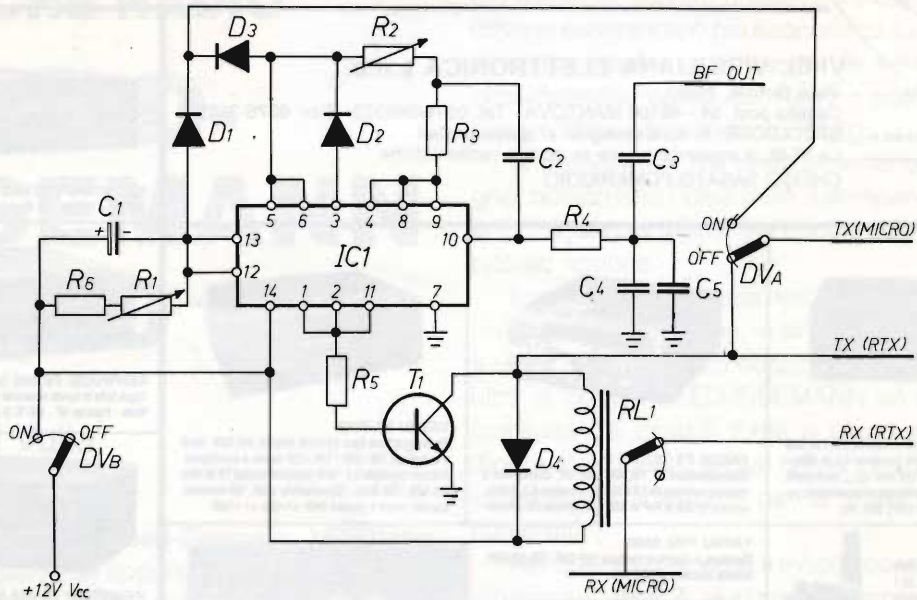 D3
R2
BF OUT
D1
D2
R3
C2
C3
C1
+ -
5 6 3 4 8 9
13
IC1
10
R4
ON
TX(MICRO)
OFF
DVA
12
R6
R1
14 1 2 11 7
C4
C5
TX (RTX)
R5
T1
RL1
RX (RTX)
ON
OFF
DVB
D4
+12V Vcc
RX (MICRO)